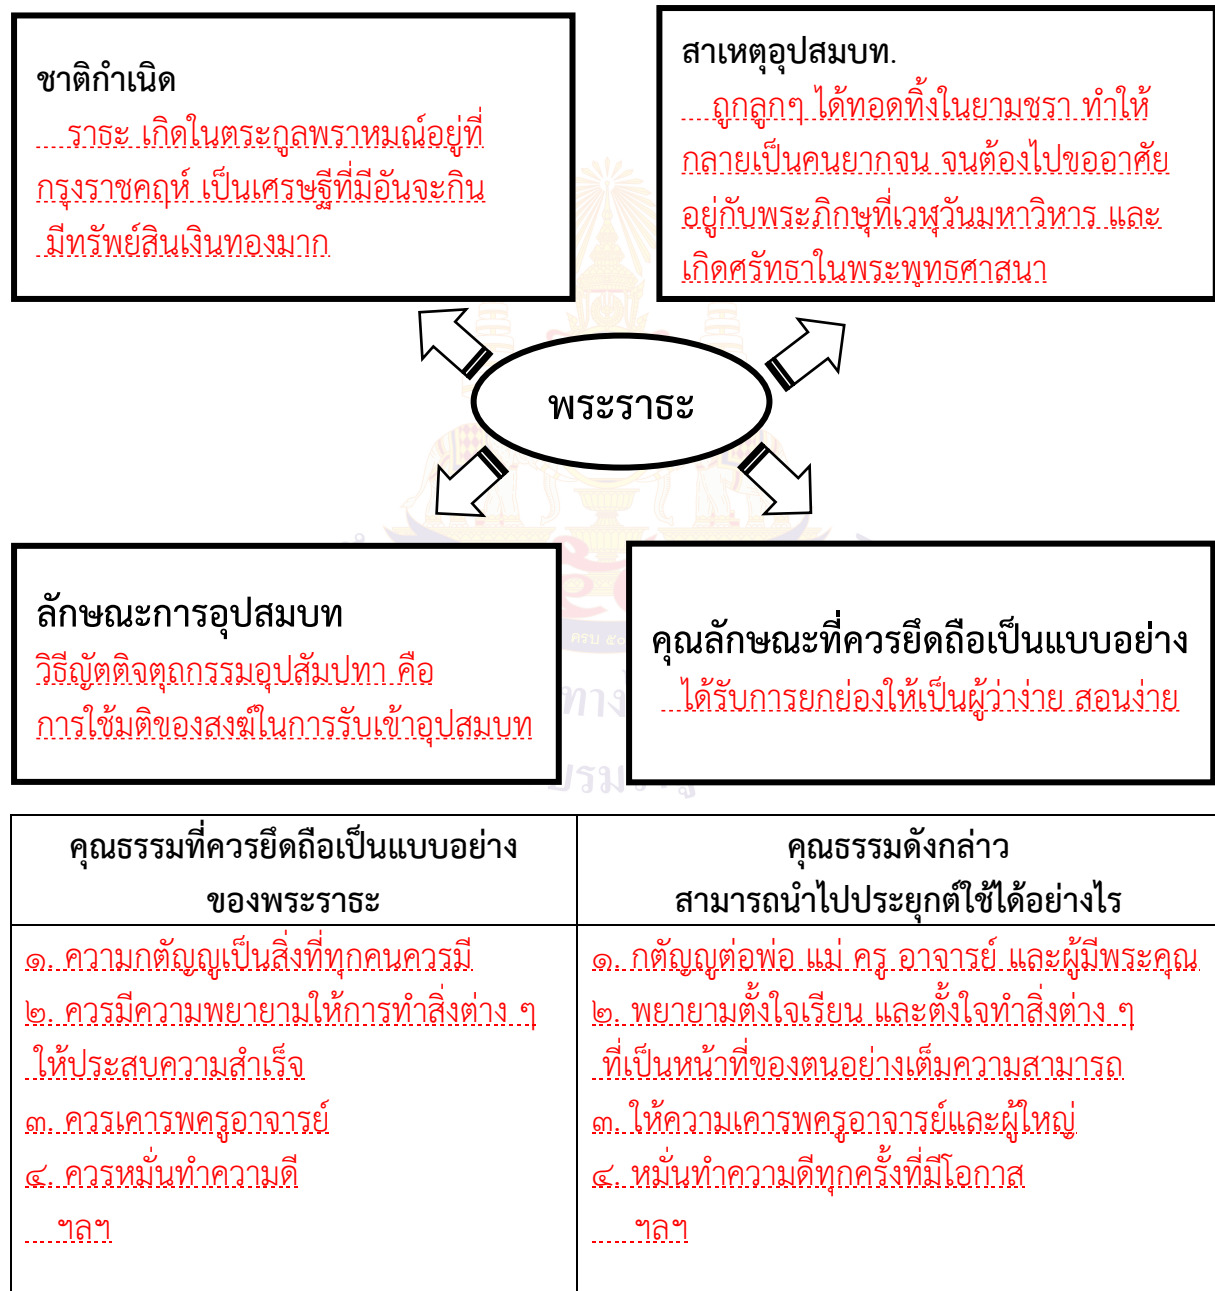 ชาติกำเนิด
ราธะ เกิดในตระกูลพราหมณ์อยู่ที่
กรุงราชคฤห์ เป็นเศรษฐีที่มีอันจะกิน
มีทรัพย์สินเงินทองมาก
สาเหตุอุปสมบท.
ถูกลูกๆ ได้ทอดทิ้งในยามชรา ทำให้
กลายเป็นคนยากจน จนต้องไปขออาศัย
อยู่กับพระภิกษุที่เวฬุวันมหาวิหาร และ
เกิดศรัทธาในพระพุทธศาสนา
พระราธะ
ลักษณะการอุปสมบท
วิธีญัตติจตุถกรรมอุปสัมปทา คือ
การใช้มติของสงฆ์ในการรับเข้าอุปสมบท
คุณลักษณะที่ควรยึดถือเป็นแบบอย่าง
ได้รับการยกย่องให้เป็นผู้ว่าง่าย สอนง่าย
ครบ ๕๐
ทาง
บรม
คุณธรรมที่ควรยึดถือเป็นแบบอย่าง
ของพระราธะ
คุณธรรมดังกล่าว
สามารถนำไปประยุกต์ใช้ได้อย่างไร
๑. ความกตัญญูเป็นสิ่งที่ทุกคนควรมี
๒. ควรมีความพยายามให้การทำสิ่งต่าง ๆ
ให้ประสบความสำเร็จ
๓. ควรเคารพครูอาจารย์
๔. ควรหมั่นทำความดี
ฯลฯ
๑. กตัญญูต่อพ่อ แม่ ครู อาจารย์ และผู้มีพระคุณ
๒. พยายามตั้งใจเรียน และตั้งใจทำสิ่งต่าง ๆ
ที่เป็นหน้าที่ของตนอย่างเต็มความสามารถ
๓. ให้ความเคารพครูอาจารย์และผู้ใหญ่
๔. หมั่นทำความดีทุกครั้งที่มีโอกาส
ฯลฯ